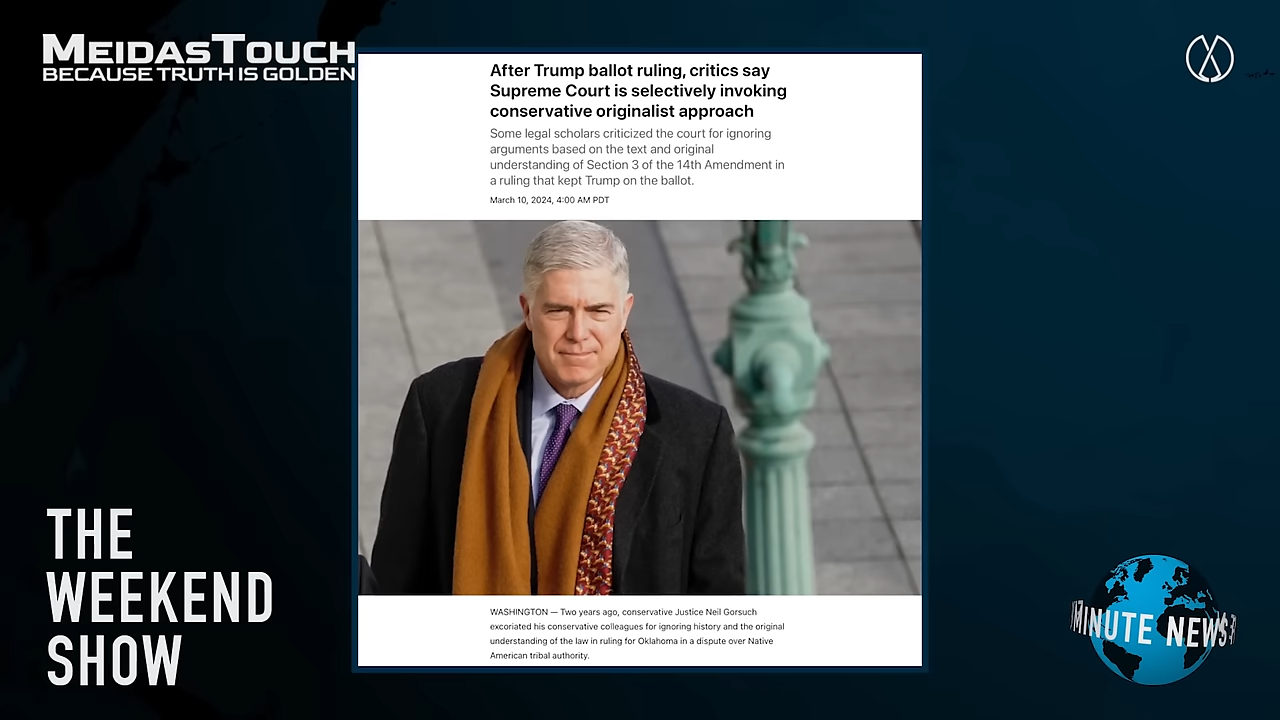 MEIDASTOUCH
BECAUSE TRUTH IS GOLDEN
After Trump ballot ruling, critics say
Supreme Court is selectively invoking
conservative originalist approach
Some legal scholars criticized the court for ignoring
arguments based on the text and original
understanding of Section 3 of the 14th Amendment in
a ruling that kept Trump on the ballot.
March 10, 2024, 4:00 AM PDT
WASHINGTON — Two years ago, conservative Justice Neil Gorsuch
excoriated his conservative colleagues for ignoring history and the original
understanding of the law in ruling for Oklahoma in a dispute over Native
American tribal authority.
THE
WEEKEND
SHOW
MINUTE NEWS